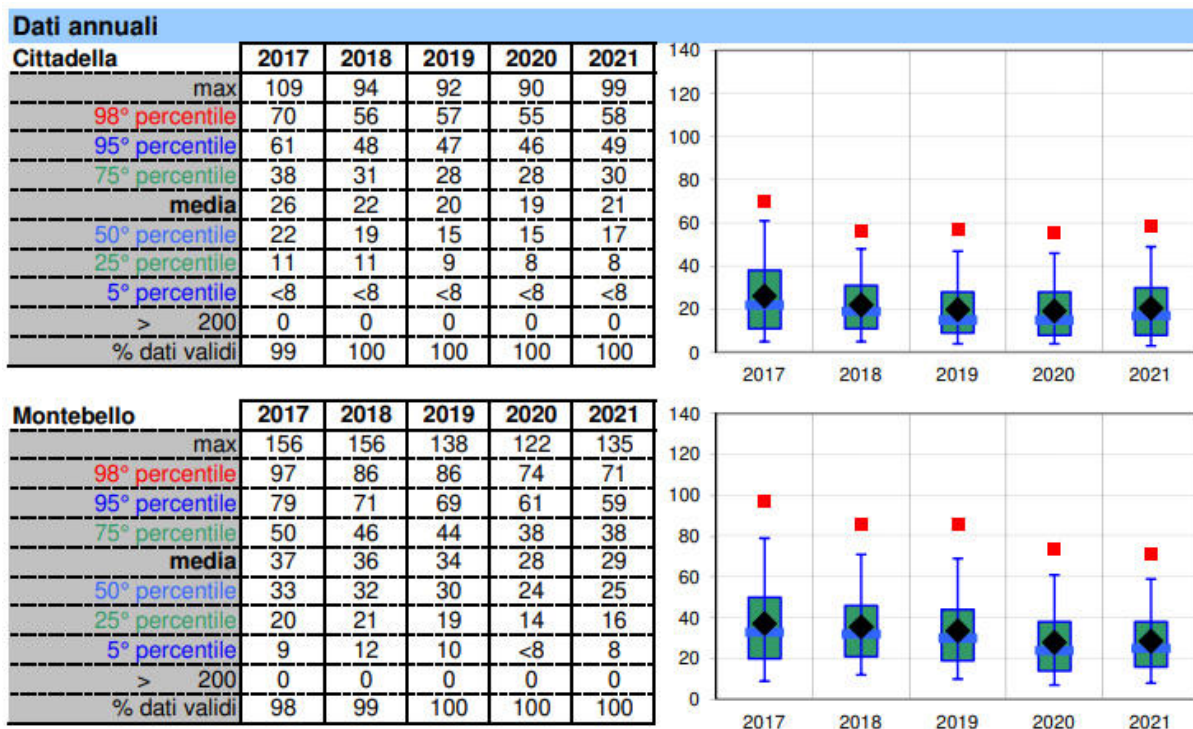 Dati annuali
Cittadella 2017 2018 2019 2020 2021
max 109 94 92 90 99
98° percentile 70 56 57 55 58
95° percentile 61 48 47 46 49
75° percentile 38 31 28 28 30
media 26 22 20 19 21
50° percentile 22 19 15 15 17
25° percentile 11 11 9 8 8
5° percentile <8 <8 <8 <8 <8
> 200 0 0 0 0 0
% dati validi 99 100 100 100 100
140
120
100
80
60
40
20
0
2017 2018 2019 2020 2021
Montebello 2017 2018 2019 2020 2021
max 156 156 138 122 135
98° percentile 97 86 86 74 71
95° percentile 79 71 69 61 59
75° percentile 50 46 44 38 38
media 37 36 34 28 29
50° percentile 33 32 30 24 25
25° percentile 20 21 19 14 16
5° percentile 9 12 10 <8 8
> 200 0 0 0 0 0
% dati validi 98 99 100 100 100
140
120
100
80
60
40
20
0
2017 2018 2019 2020 2021